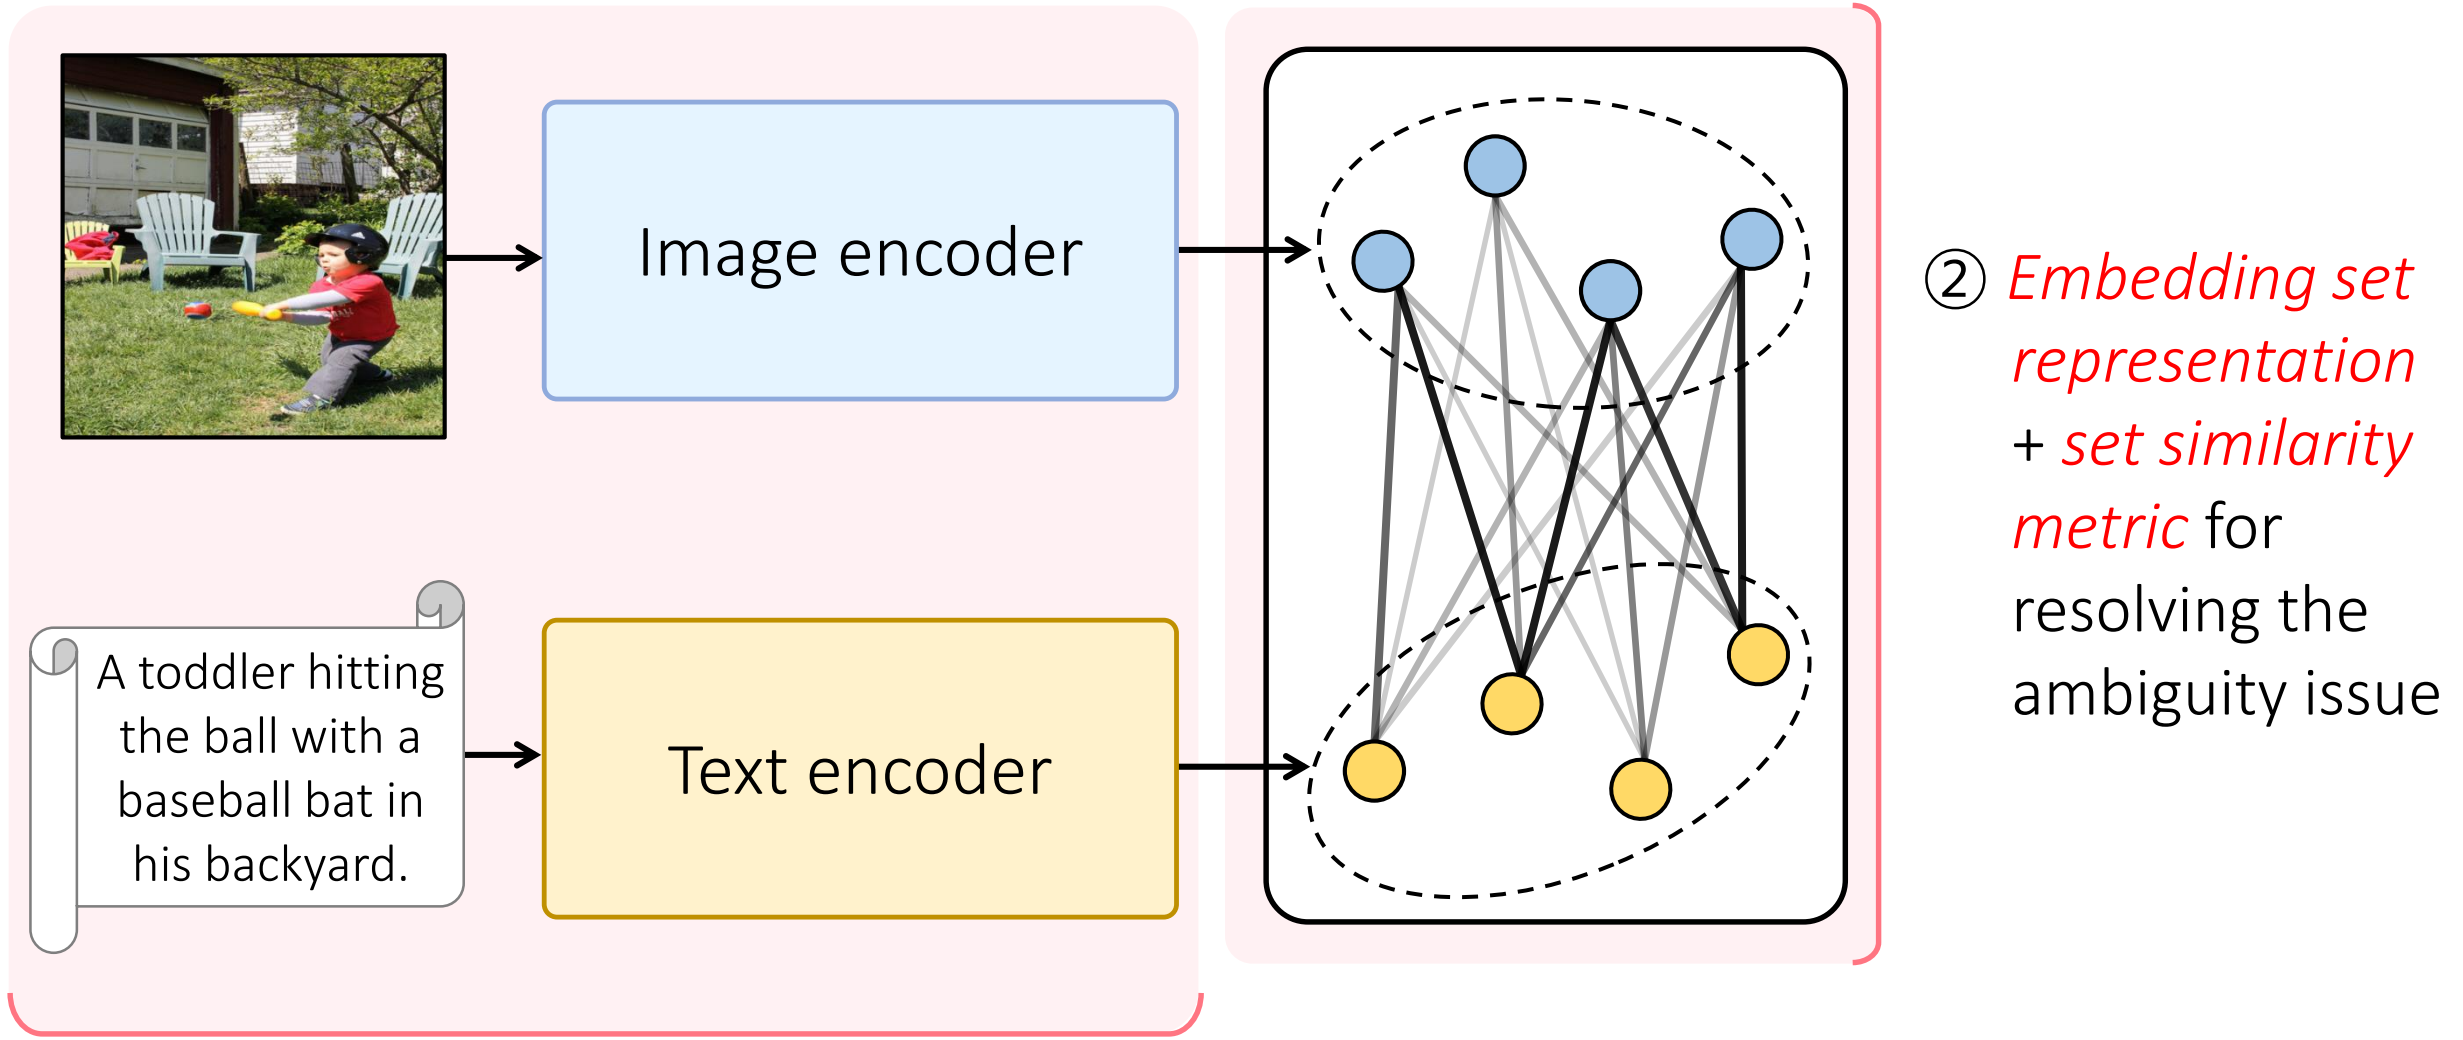 Image encoder
A toddler hitting
the ball with a
baseball bat in
his backyard.
Text encoder
② Embedding set
representation
+ set similarity
metric for
resolving the
ambiguity issue